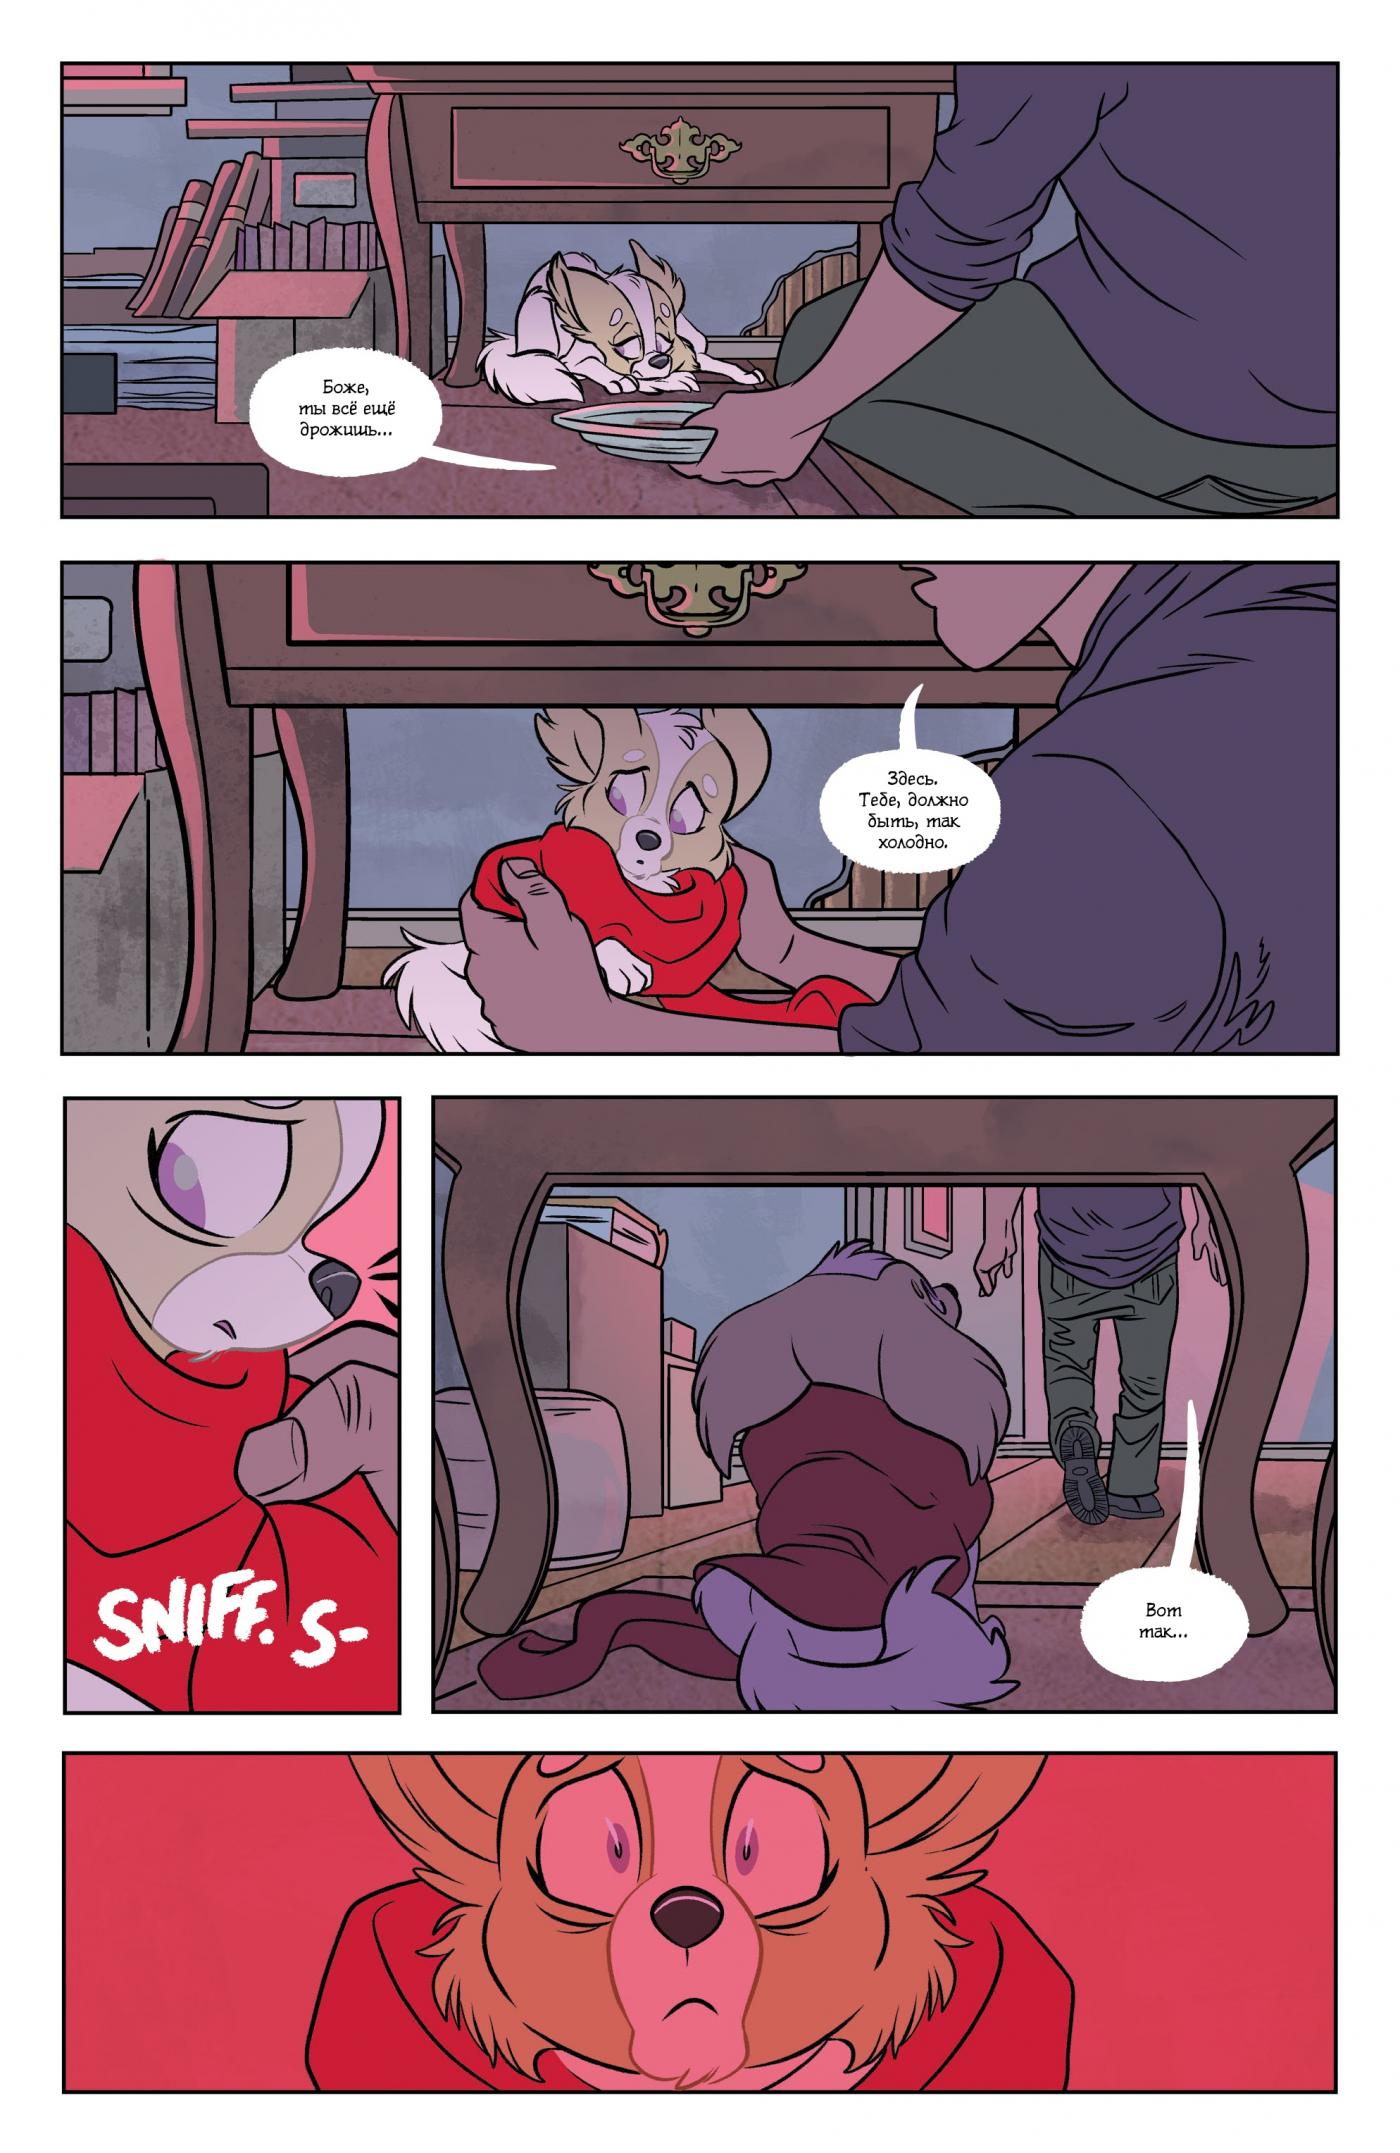 Боже,
ты всё ещё
дрожишь...
Здесь.
Тебе, должно
быть, так
холодно.
SNIFF. S-
Вот
так...